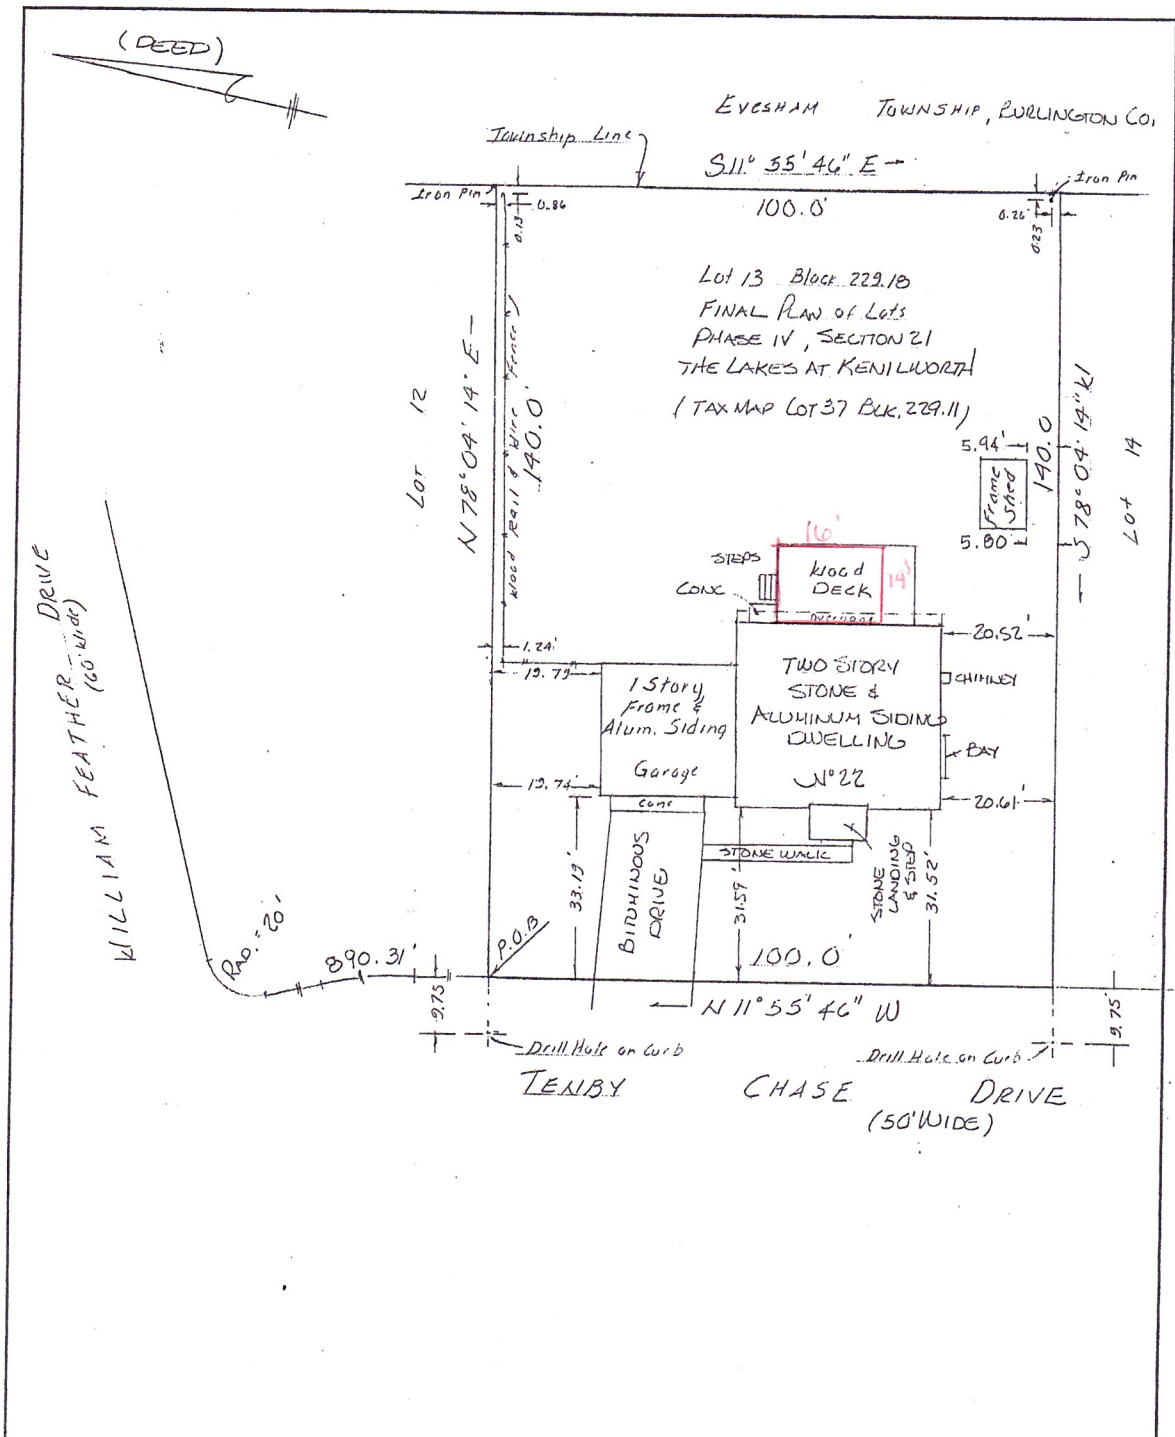 (DEED)
EVESHAM TOWNSHIP, BURLINGTON CO.
Township Line
S 11° 55' 46" E
Iron Pin
Iron Pin
0.86
0.13
100.0'
0.26'
0.23
Lot 13 Block 229.18
FINAL PLAN of Lots
PHASE IV, SECTION 21
THE LAKES AT KENILWORTH
(TAX MAP LOT 37 BLK. 229.11)
LOT 12
N 78° 04' 14" E
Wood Rail & Wire Fence
140.0'
5.94'
Frame
Shed
5.80'
140.0
S 78° 04' 14" W
LOT 14
16'
14'
STEPS
CONC
Wood
DECK
overhang
1.24'
19.79'
20.52'
1 Story
Frame &
Alum. Siding
Garage
TWO STORY
STONE &
ALUMINUM SIDING
DWELLING
Nº 22
CHIMNEY
BAY
19.74'
20.61'
conc
STONE WALK
STONE
LANDING
& STEP
33.19'
BITUMINOUS
DRIVE
31.59'
31.52'
WILLIAM FEATHER DRIVE
(60' Wide)
RAD. = 20'
890.31'
P.O.B
100.0'
9.75
N 11° 55' 46" W
9.75'
Drill Hole on Curb
Drill Hole on Curb
TENBY CHASE DRIVE
(50' WIDE)